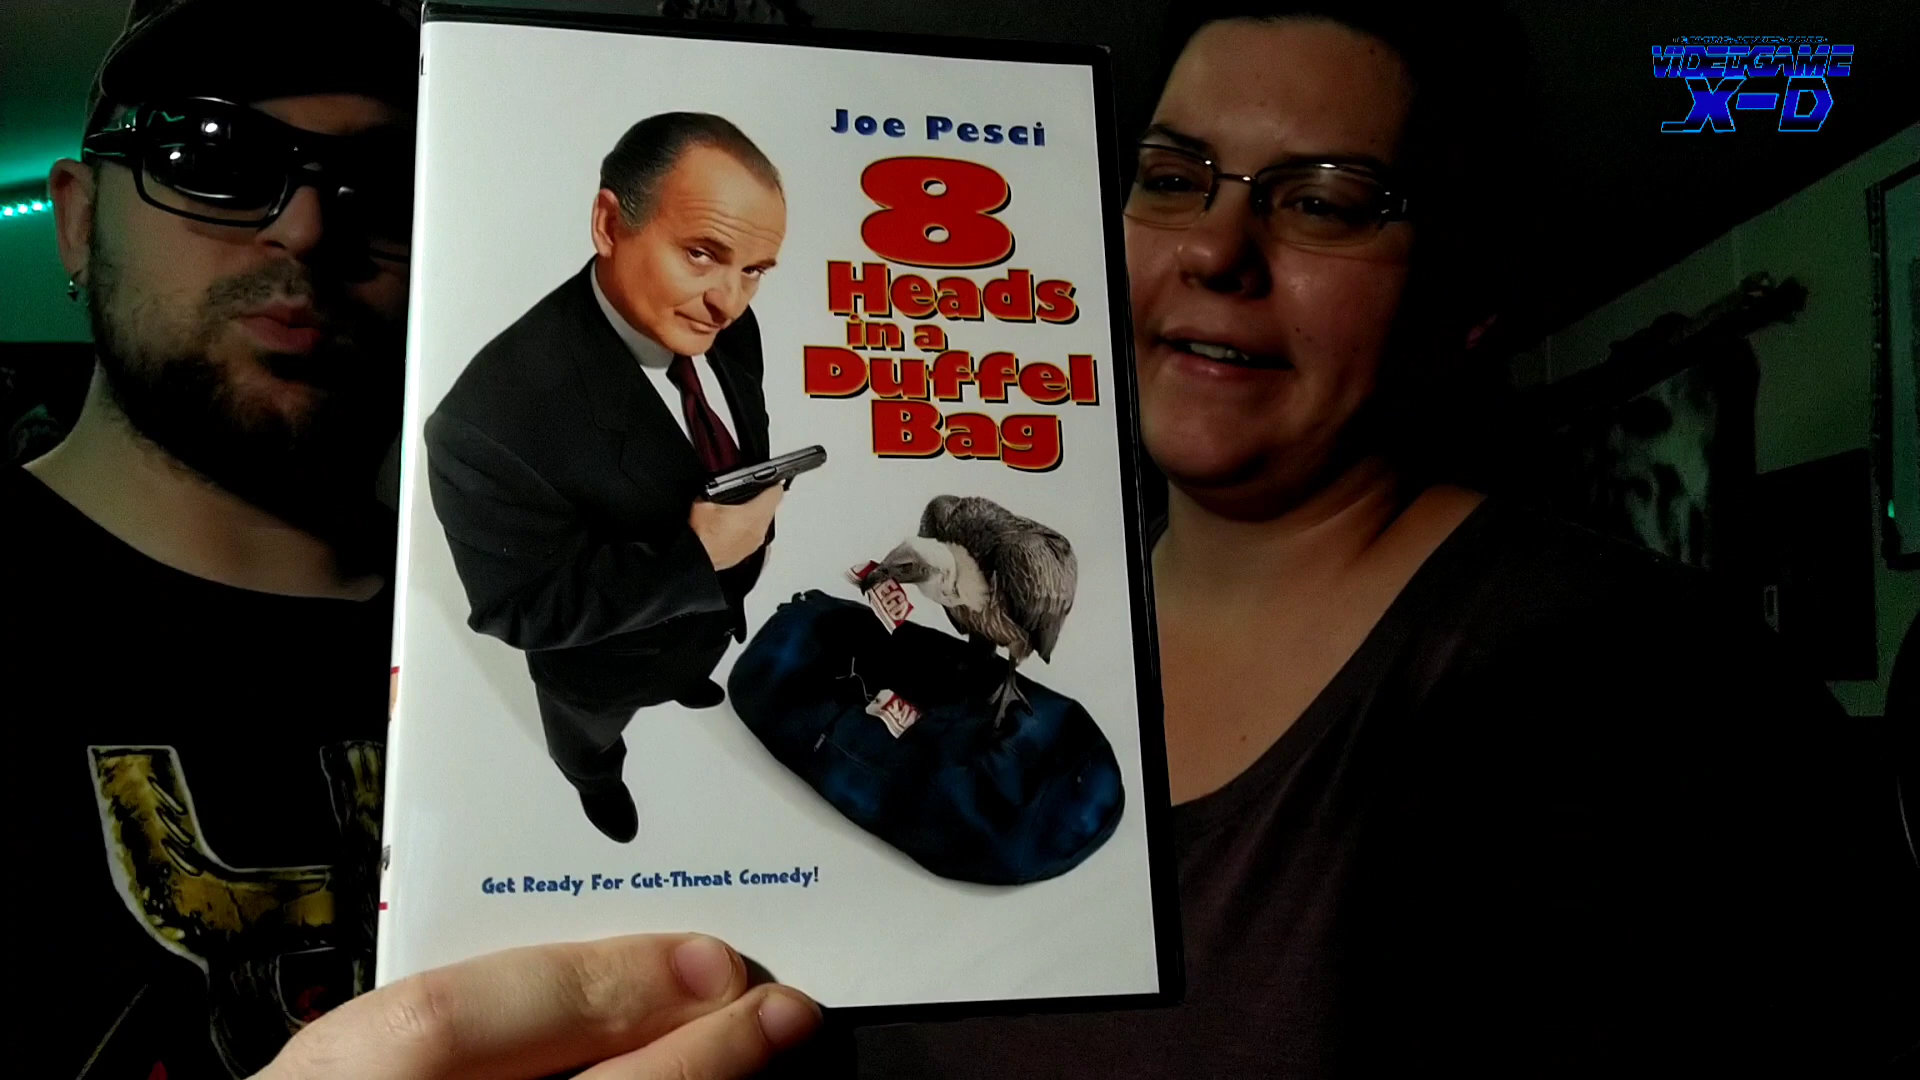 VIDEOGAME
X-D
Joe Pesci
8
Heads
in a
Duffel
Bag
Get Ready For Cut-Throat Comedy!